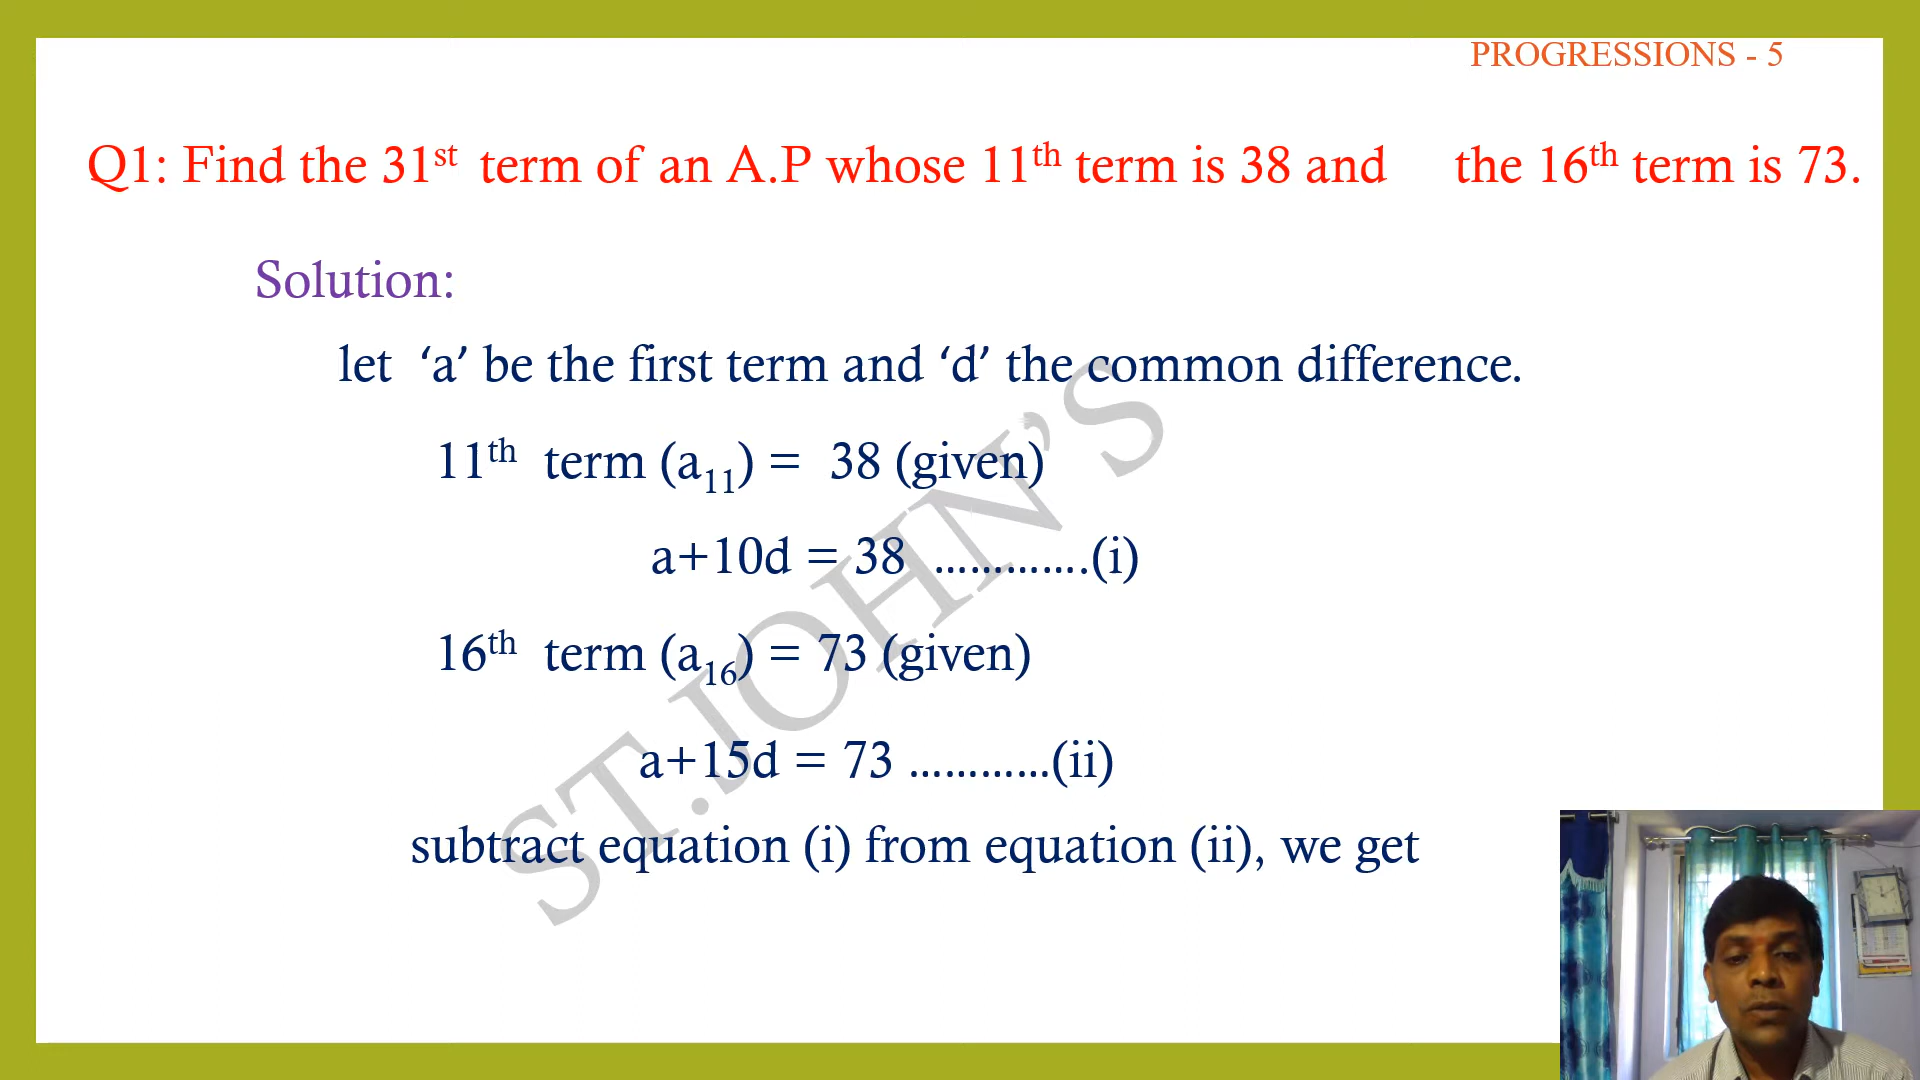 PROGRESSIONS - 5
Q1: Find the 31st term of an A.P whose 11th term is 38 and the 16th term is 73.
Solution:
let ‘a’ be the first term and ‘d’ the common difference.
11th term (a11) = 38 (given)
a+10d = 38 .............(i)
16th term (a16) = 73 (given)
a+15d = 73 ............(ii)
subtract equation (i) from equation (ii), we get
ST.JOHN’S